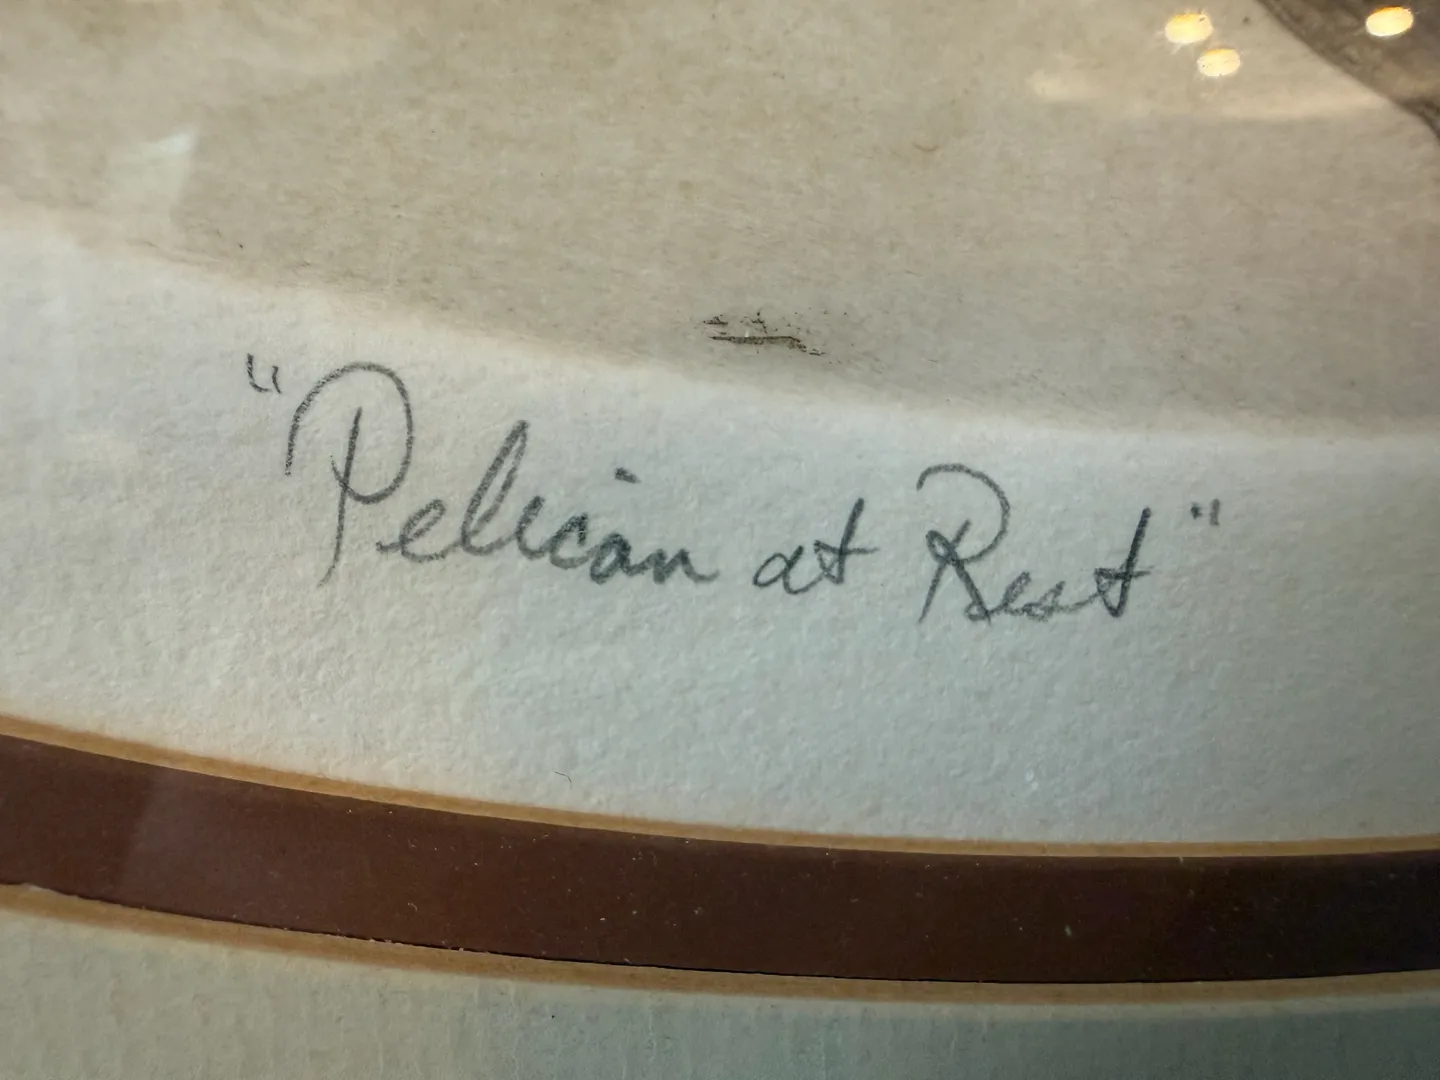 "Pelican at Rest"